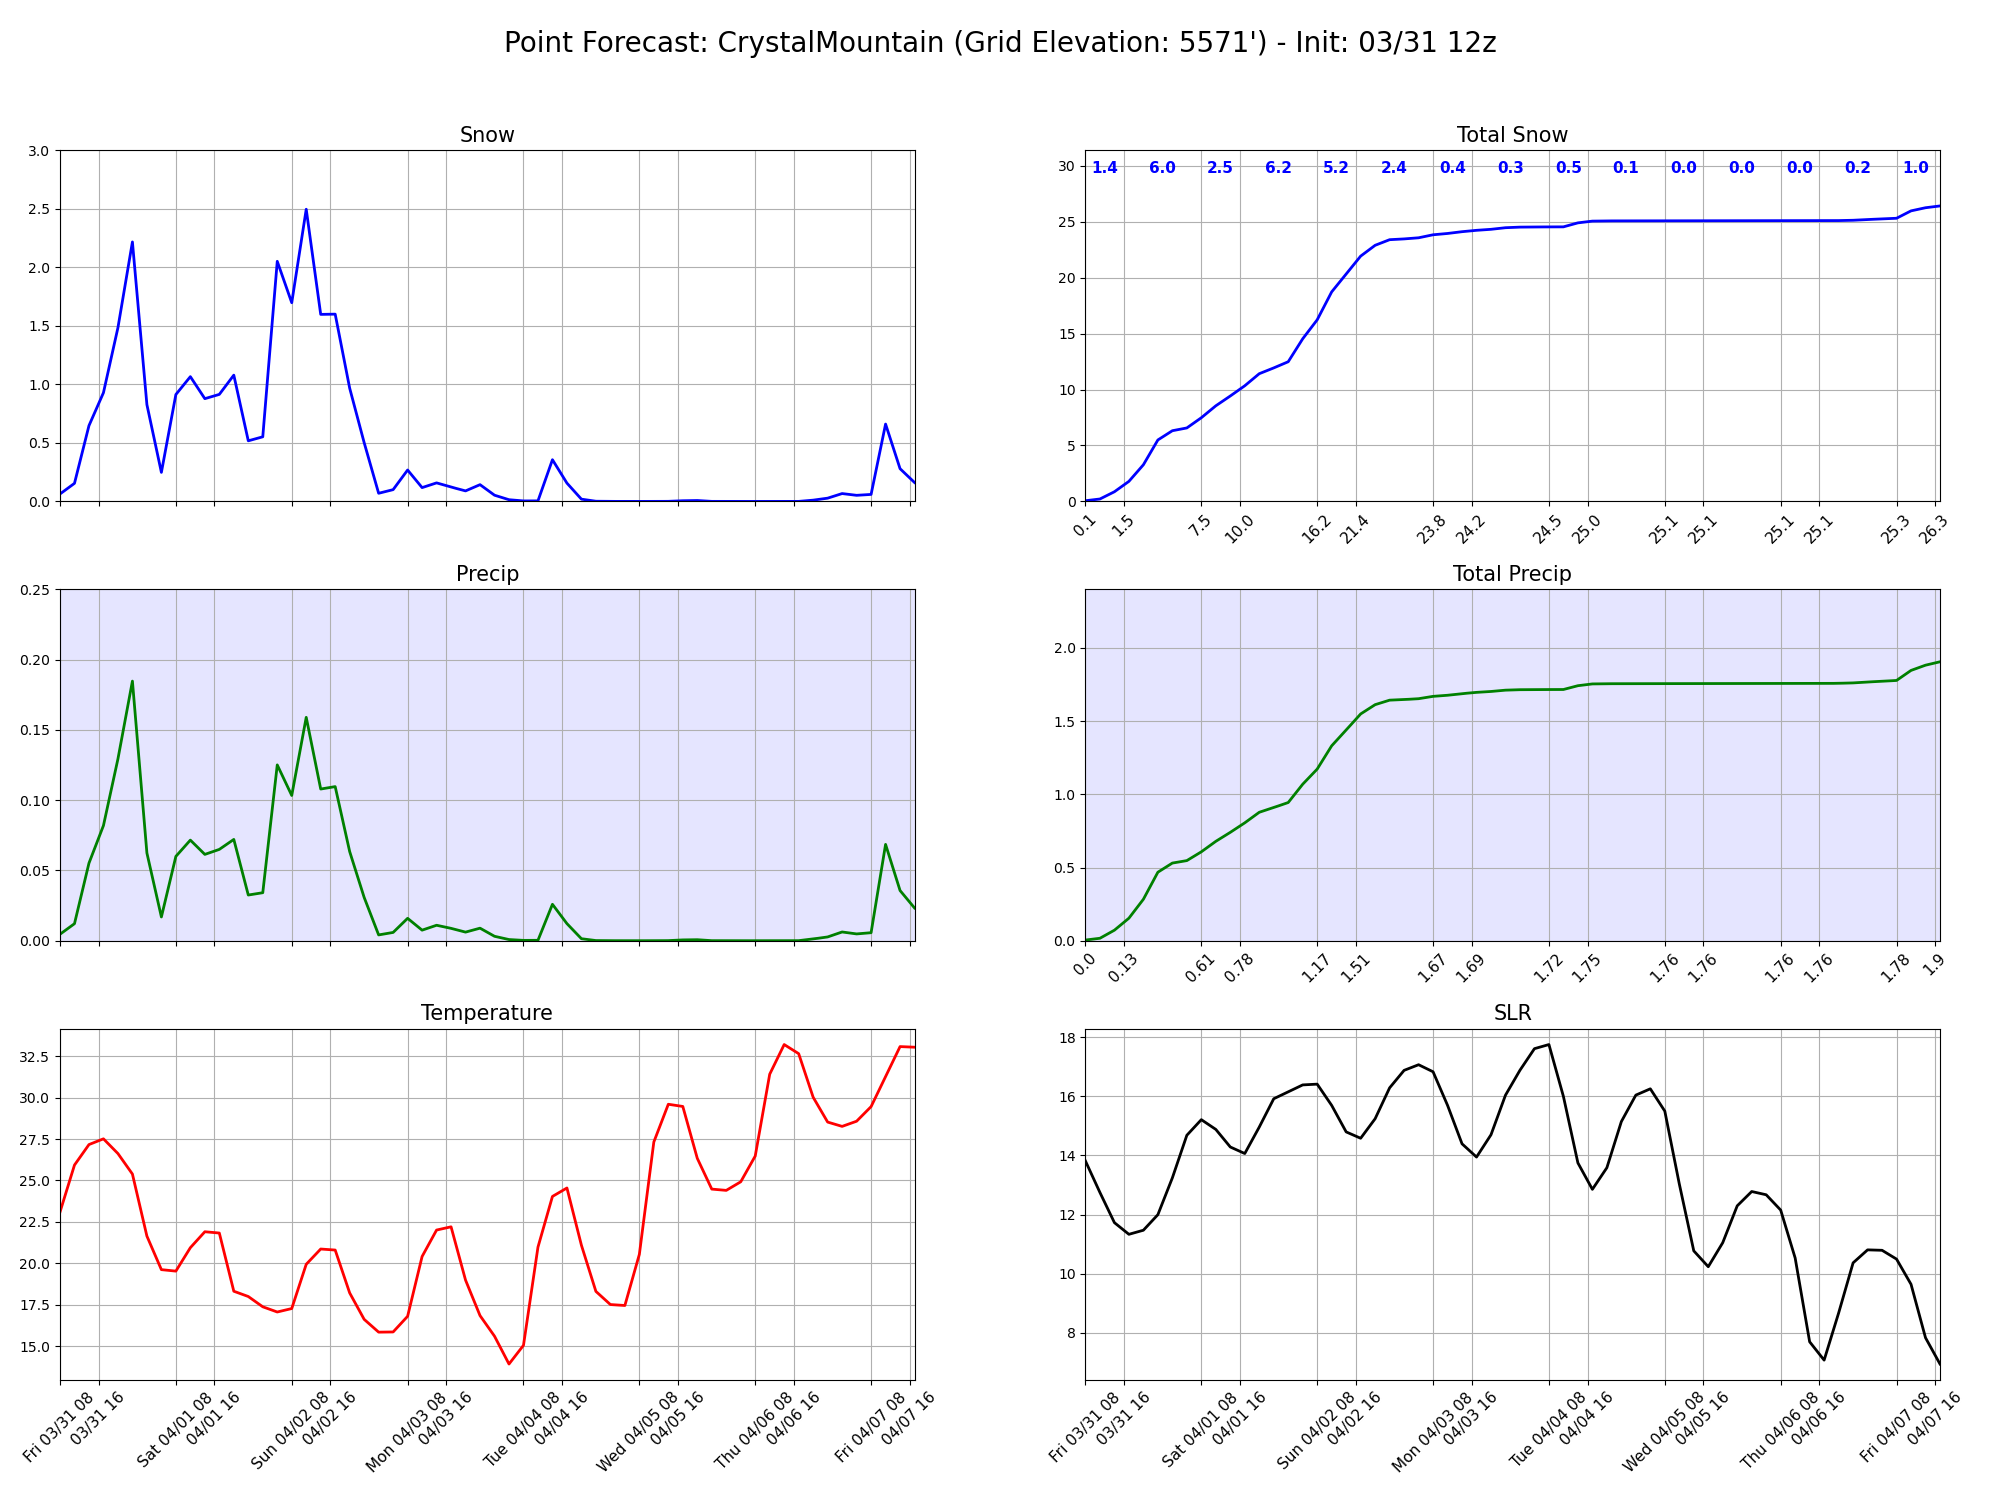 Point Forecast: CrystalMountain (Grid Elevation: 5571') - Init: 03/31 12z
Snow
3.0
2.5
2.0
1.5
1.0
0.5
0.0
Total Snow
30
25
20
15
10
5
0
1.4 6.0 2.5 6.2 5.2 2.4 0.4 0.3 0.5 0.1 0.0 0.0 0.0 0.2 1.0
0.1 1.5 7.5 10.0 16.2 21.4 23.8 24.2 24.5 25.0 25.1 25.1 25.1 25.1 25.3 26.3
Precip
0.25
0.20
0.15
0.10
0.05
0.00
Total Precip
2.0
1.5
1.0
0.5
0.0
0.0 0.13 0.61 0.78 1.17 1.51 1.67 1.69 1.72 1.75 1.76 1.76 1.76 1.76 1.78 1.9
Temperature
32.5
30.0
27.5
25.0
22.5
20.0
17.5
15.0
Fri 03/31 08
03/31 16
Sat 04/01 08
04/01 16
Sun 04/02 08
04/02 16
Mon 04/03 08
04/03 16
Tue 04/04 08
04/04 16
Wed 04/05 08
04/05 16
Thu 04/06 08
04/06 16
Fri 04/07 08
04/07 16
SLR
18
16
14
12
10
8
Fri 03/31 08
03/31 16
Sat 04/01 08
04/01 16
Sun 04/02 08
04/02 16
Mon 04/03 08
04/03 16
Tue 04/04 08
04/04 16
Wed 04/05 08
04/05 16
Thu 04/06 08
04/06 16
Fri 04/07 08
04/07 16